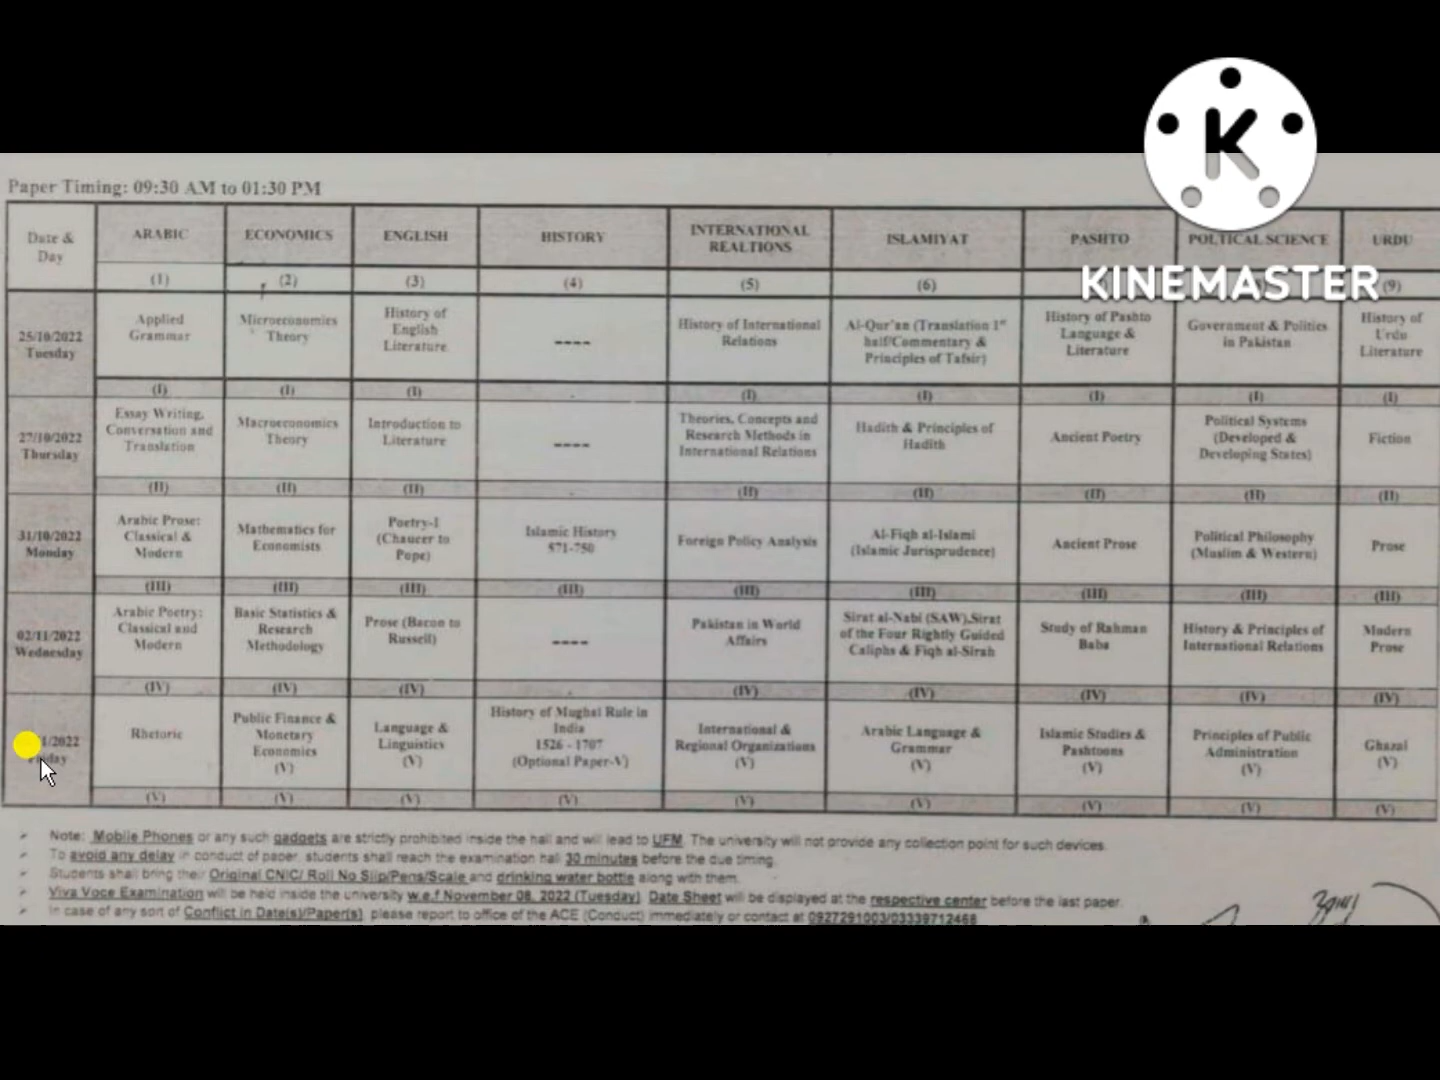 KINEMASTER
Paper Timing: 09:30 AM to 01:30 PM
Date & Day | ARABIC | ECONOMICS | ENGLISH | HISTORY | INTERNATIONAL REALTIONS | ISLAMIYAT | PASHTO | POLTICAL SCIENCE | URDU
(1) | (2) | (3) | (4) | (5) | (6) | (9)
25/10/2022 Tuesday | Applied Grammar | Microeconomics Theory | History of English Literature | ---- | History of International Relations | Al-Qur'an (Translation 1st half/Commentary & Principles of Tafsir) | History of Pashto Language & Literature | Government & Politics in Pakistan | History of Urdu Literature
(I) | (I) | (I) | (I) | (I) | (I) | (I) | (I)
27/10/2022 Thursday | Essay Writing, Conversation and Translation | Macroeconomics Theory | Introduction to Literature | ---- | Theories, Concepts and Research Methods in International Relations | Hadith & Principles of Hadith | Ancient Poetry | Political Systems (Developed & Developing States) | Fiction
(II) | (II) | (II) | (II) | (II) | (II) | (II) | (II)
31/10/2022 Monday | Arabic Prose: Classical & Modern | Mathematics for Economists | Poetry-I (Chaucer to Pope) | Islamic History 571-750 | Foreign Policy Analysis | Al-Fiqh al-Islami (Islamic Jurisprudence) | Ancient Prose | Political Philosophy (Muslim & Western) | Prose
(III) | (III) | (III) | (III) | (III) | (III) | (III) | (III) | (III)
02/11/2022 Wednesday | Arabic Poetry: Classical and Modern | Basic Statistics & Research Methodology | Prose (Bacon to Russell) | ---- | Pakistan in World Affairs | Sirat al-Nabi (SAW),Sirat of the Four Rightly Guided Caliphs & Fiqh al-Sirah | Study of Rahman Baba | History & Principles of International Relations | Modern Prose
(IV) | (IV) | (IV) | (IV) | (IV) | (IV) | (IV) | (IV)
1/2022 | Rhetoric | Public Finance & Monetary Economics (V) | Language & Linguistics (V) | History of Mughal Rule in India 1526 - 1707 (Optional Paper-V) | International & Regional Organizations (V) | Arabic Language & Grammar (V) | Islamic Studies & Pashtoons (V) | Principles of Public Administration (V) | Ghazal (V)
(V) | (V) | (V) | (V) | (V) | (V) | (V) | (V) | (V)
Note: Mobile Phones or any such gadgets are strictly prohibited inside the hall and will lead to UFM. The university will not provide any collection point for such devices.
To avoid any delay in conduct of paper, students shall reach the examination hall 30 minutes before the due timing.
Students shall bring their Original CNIC/ Roll No Slip/Pens/Scale and drinking water bottle along with them.
Viva Voce Examination will be held inside the university w.e.f November 08, 2022 (Tuesday) Date Sheet will be displayed at the respective center before the last paper.
In case of any sort of Conflict in Date(s)/Paper(s), please report to office of the ACE (Conduct) immediately or contact at 0927291003/03339712468